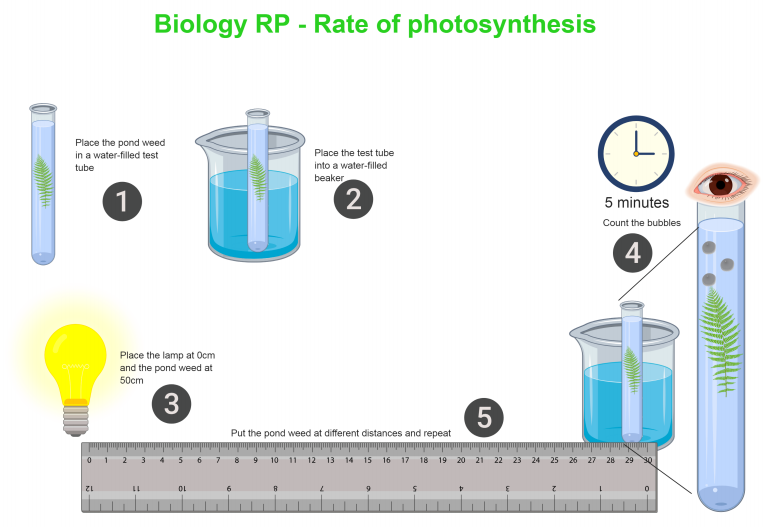 Biology RP - Rate of photosynthesis
Place the pond weed
in a water-filled test
tube
1
Place the test tube
into a water-filled
beaker
2
5 minutes
Count the bubbles
4
Place the lamp at 0cm
and the pond weed at
50cm
3
Put the pond weed at different distances and repeat
5
0 1 2 3 4 5 6 7 8 9 10 11 12 13 14 15 16 17 18 19 20 21 22 23 24 25 26 27 28 29 30
12 11 10 9 8 7 6 5 4 3 2 1 0